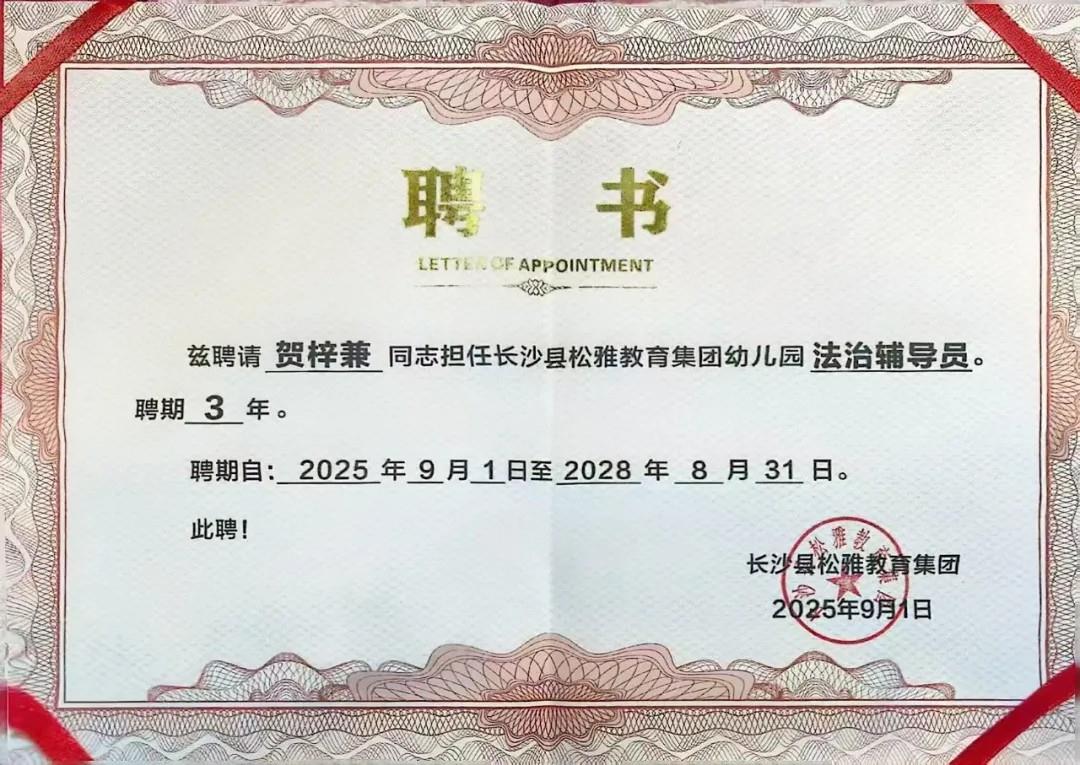 聘 书
LETTER OF APPOINTMENT
兹聘请 贺梓兼 同志担任长沙县松雅教育集团幼儿园 法治辅导员。
聘期 3 年。
聘期自: 2025 年 9 月 1 日至 2028 年 8 月 31 日。
此聘!
长沙县松雅教育集团
2025年9月1日